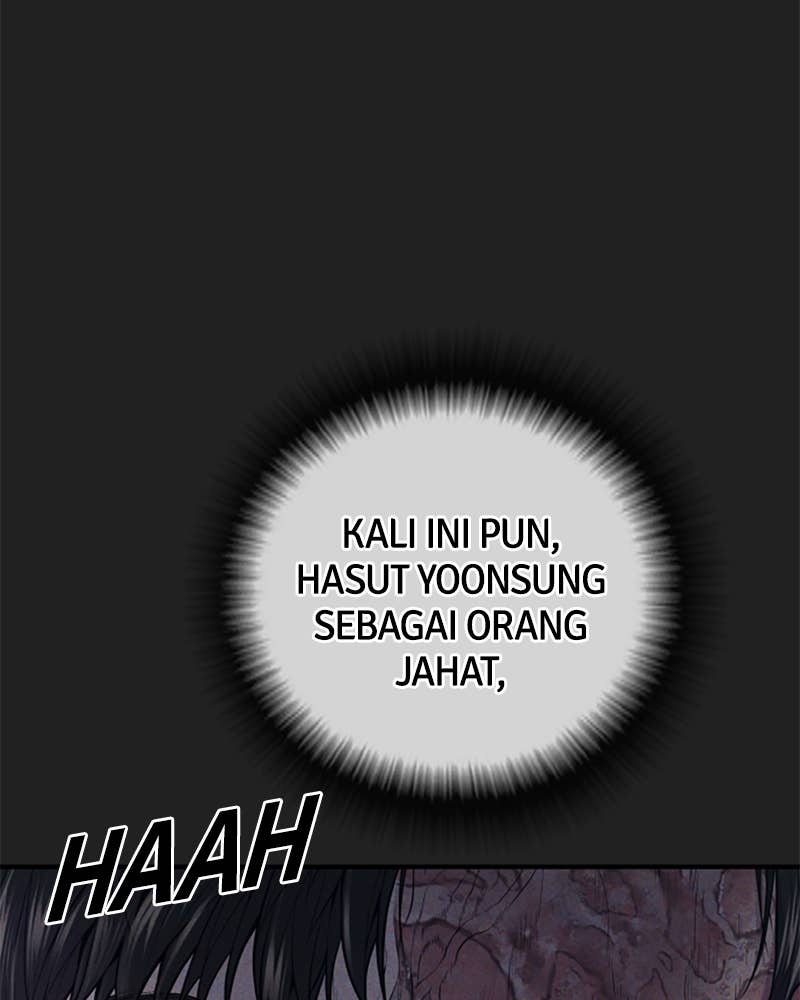 KALI INI PUN,
HASUT YOONSUNG
SEBAGAI ORANG
JAHAT,
HAAH